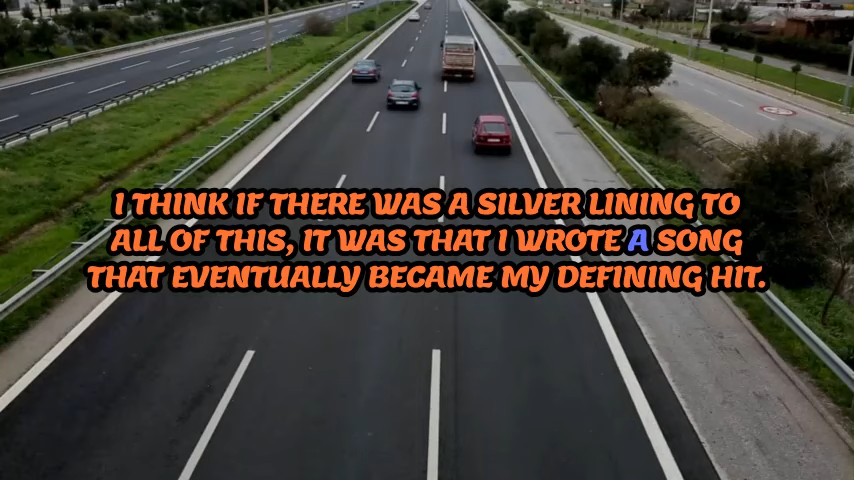 I THINK IF THERE WAS A SILVER LINING TO
ALL OF THIS, IT WAS THAT I WROTE A SONG
THAT EVENTUALLY BECAME MY DEFINING HIT.